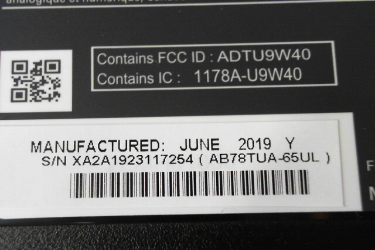 analogique et numérique,
Contains FCC ID : ADTU9W40
Contains IC : 1178A-U9W40
MANUFACTURED: JUNE 2019 Y
S/N XA2A1923117254 ( AB78TUA-65UL )
F